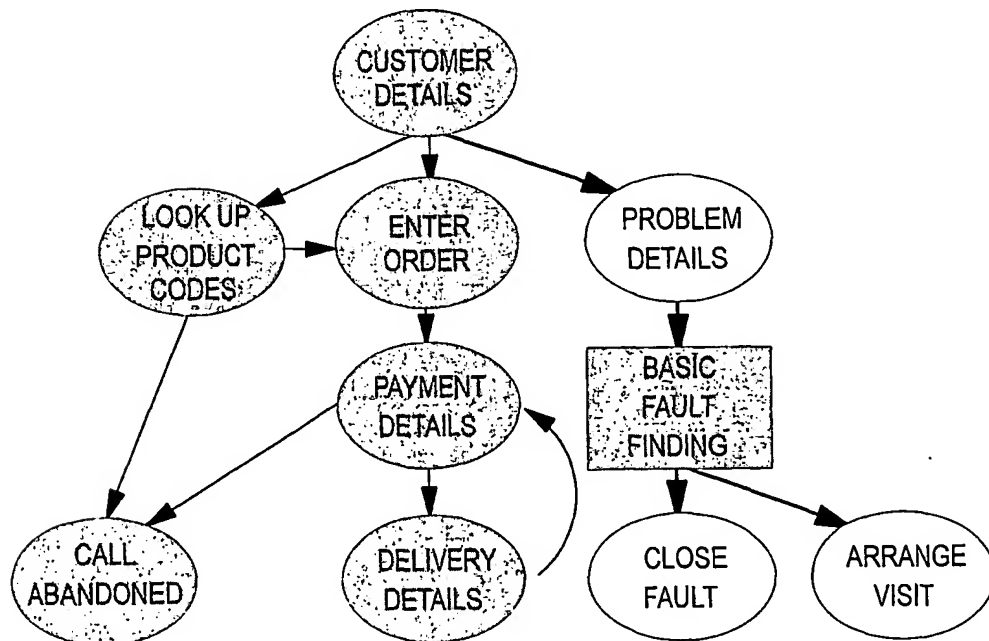 CUSTOMER
DETAILS
LOOK UP
PRODUCT
CODES
ENTER
ORDER
PROBLEM
DETAILS
PAYMENT
DETAILS
BASIC
FAULT
FINDING
CALL
ABANDONED
DELIVERY
DETAILS
CLOSE
FAULT
ARRANGE
VISIT